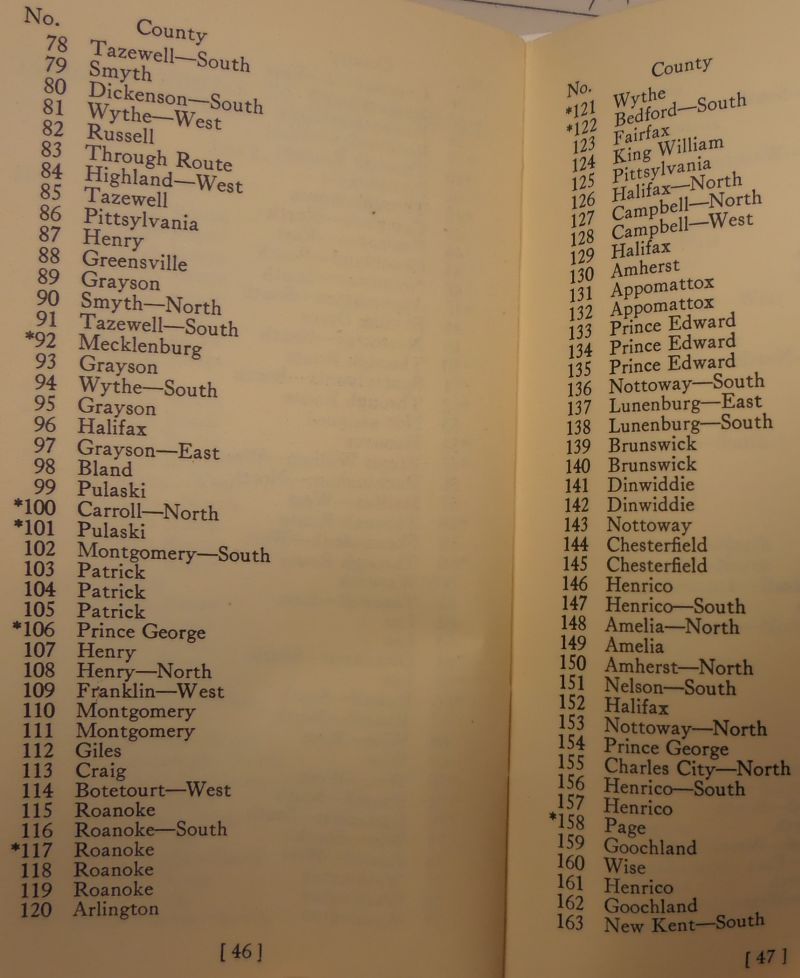 No. County
78 Tazewell—South
79 Smyth
80 Dickenson—South
81 Wythe—West
82 Russell
83 Through Route
84 Highland—West
85 Tazewell
86 Pittsylvania
87 Henry
88 Greensville
89 Grayson
90 Smyth—North
91 Tazewell—South
*92 Mecklenburg
93 Grayson
94 Wythe—South
95 Grayson
96 Halifax
97 Grayson—East
98 Bland
99 Pulaski
*100 Carroll—North
*101 Pulaski
102 Montgomery—South
103 Patrick
104 Patrick
105 Patrick
*106 Prince George
107 Henry
108 Henry—North
109 Franklin—West
110 Montgomery
111 Montgomery
112 Giles
113 Craig
114 Botetourt—West
115 Roanoke
116 Roanoke—South
*117 Roanoke
118 Roanoke
119 Roanoke
120 Arlington
[46]
No. County
*121 Wythe
*122 Bedford—South
123 Fairfax
124 King William
125 Pittsylvania
126 Halifax—North
127 Campbell—North
128 Campbell—West
129 Halifax
130 Amherst
131 Appomattox
132 Appomattox
133 Prince Edward
134 Prince Edward
135 Prince Edward
136 Nottoway—South
137 Lunenburg—East
138 Lunenburg—South
139 Brunswick
140 Brunswick
141 Dinwiddie
142 Dinwiddie
143 Nottoway
144 Chesterfield
145 Chesterfield
146 Henrico
147 Henrico—South
148 Amelia—North
149 Amelia
150 Amherst—North
151 Nelson—South
152 Halifax
153 Nottoway—North
154 Prince George
155 Charles City—North
156 Henrico—South
157 Henrico
*158 Page
159 Goochland
160 Wise
161 Henrico
162 Goochland
163 New Kent—South
[47]